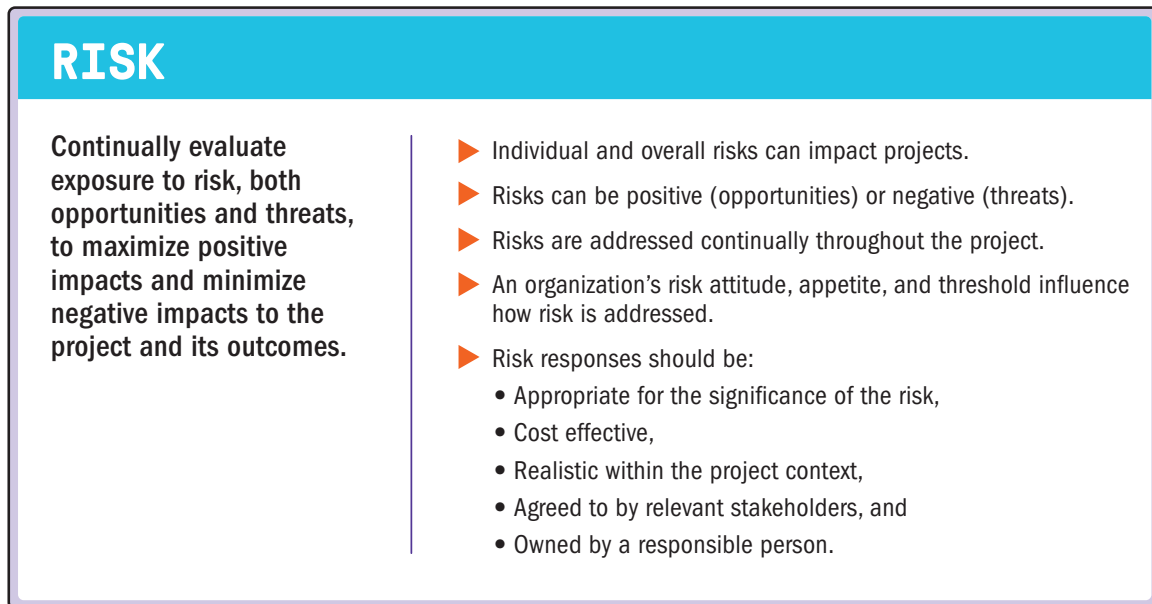 RISK
Continually evaluate
exposure to risk, both
opportunities and threats,
to maximize positive
impacts and minimize
negative impacts to the
project and its outcomes.
Individual and overall risks can impact projects.
Risks can be positive (opportunities) or negative (threats).
Risks are addressed continually throughout the project.
An organization’s risk attitude, appetite, and threshold influence
how risk is addressed.
Risk responses should be:
• Appropriate for the significance of the risk,
• Cost effective,
• Realistic within the project context,
• Agreed to by relevant stakeholders, and
• Owned by a responsible person.